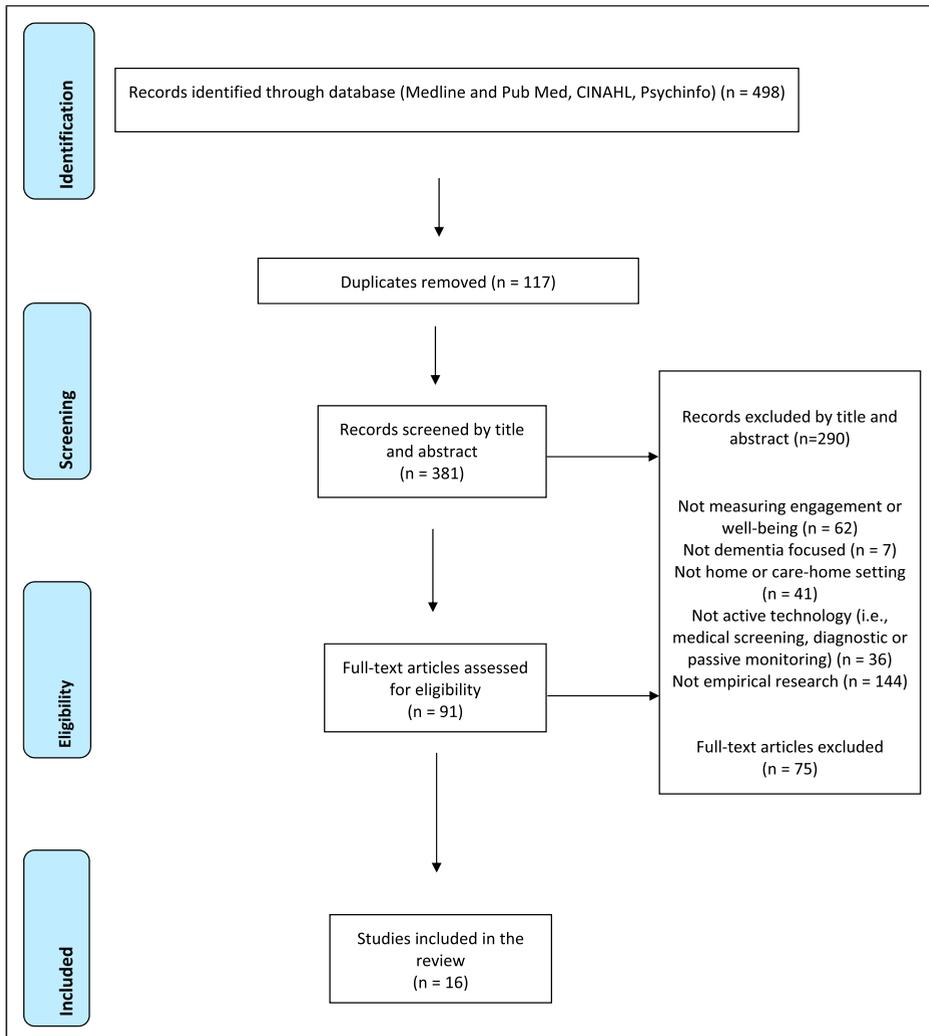 Identification
Records identified through database (Medline and Pub Med, CINAHL, Psychinfo) (n = 498)
Duplicates removed (n = 117)
Screening
Records screened by title
and abstract
(n = 381)
Records excluded by title and
abstract (n=290)
Not measuring engagement or
well-being (n = 62)
Not dementia focused (n = 7)
Not home or care-home setting
(n = 41)
Not active technology (i.e.,
medical screening, diagnostic or
passive monitoring) (n = 36)
Not empirical research (n = 144)
Full-text articles excluded
(n = 75)
Eligibility
Full-text articles assessed
for eligibility
(n = 91)
Included
Studies included in the
review
(n = 16)